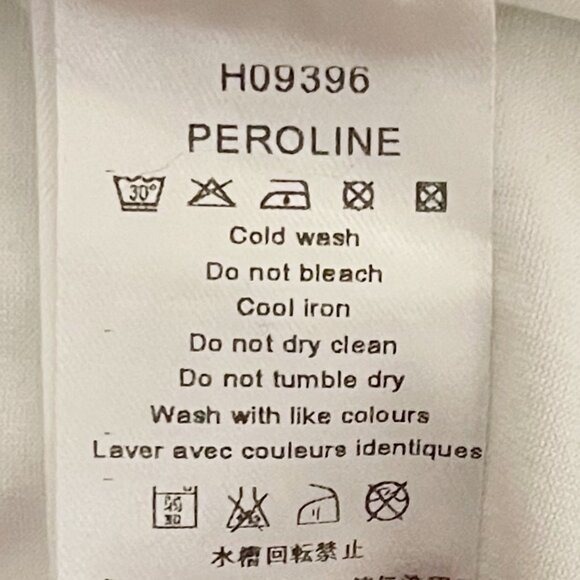 H09396
PEROLINE
30°
Cold wash
Do not bleach
Cool iron
Do not dry clean
Do not tumble dry
Wash with like colours
Laver avec couleurs identiques
水槽回転禁止